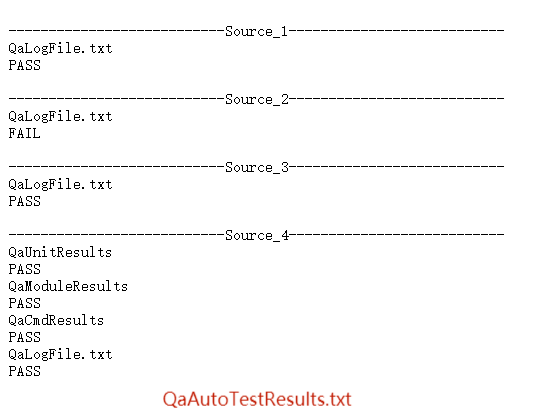 ---------------------------Source_1---------------------------
QaLogFile.txt
PASS
---------------------------Source_2---------------------------
QaLogFile.txt
FAIL
---------------------------Source_3---------------------------
QaLogFile.txt
PASS
---------------------------Source_4---------------------------
QaUnitResults
PASS
QaModuleResults
PASS
QaCmdResults
PASS
QaLogFile.txt
PASS
QaAutoTestResults.txt